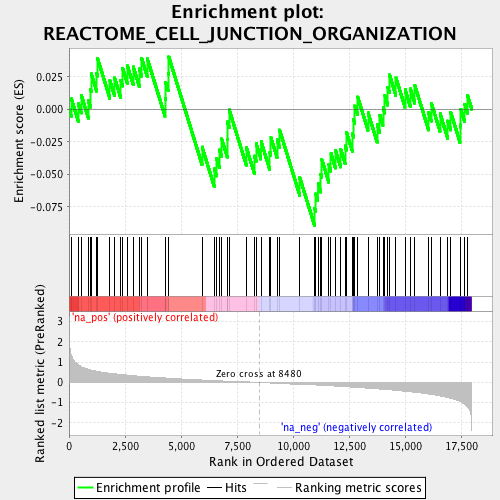 Enrichment plot:
REACTOME_CELL_JUNCTION_ORGANIZATION
Enrichment score (ES)
0.025
0.000
-0.025
-0.050
-0.075
'na_pos' (positively correlated)
Ranked list metric (PreRanked)
3
2
1
0
-1
-2
Zero cross at 8480
'na_neg' (negatively correlated)
0
2,500
5,000
7,500
10,000
12,500
15,000
17,500
Rank in Ordered Dataset
Enrichment profile
Hits
Ranking metric scores